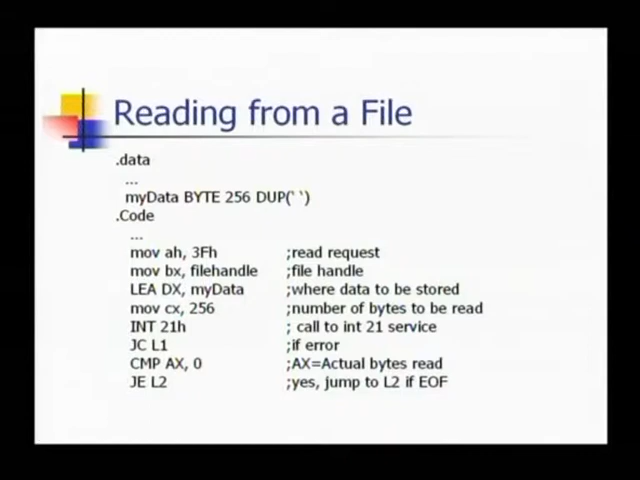 Reading from a File
.data
...
myData BYTE 256 DUP(` `)
.Code
...
mov ah, 3Fh ;read request
mov bx, filehandle ;file handle
LEA DX, myData ;where data to be stored
mov cx, 256 ;number of bytes to be read
INT 21h ; call to int 21 service
JC L1 ;if error
CMP AX, 0 ;AX=Actual bytes read
JE L2 ;yes, jump to L2 if EOF